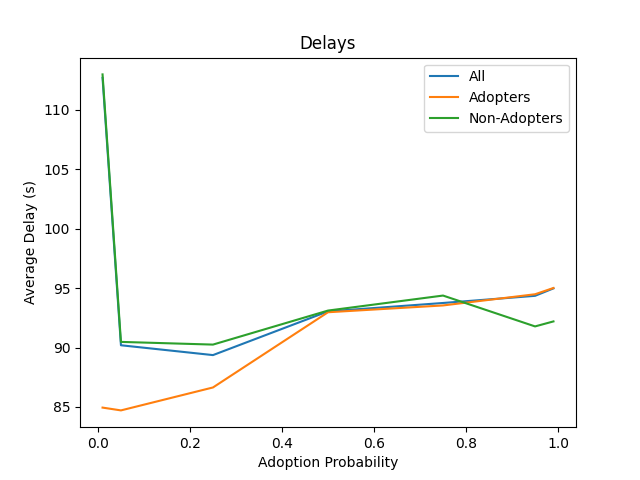 Delays
All
Adopters
Non-Adopters
Average Delay (s)
110
105
100
95
90
85
0.0 0.2 0.4 0.6 0.8 1.0
Adoption Probability